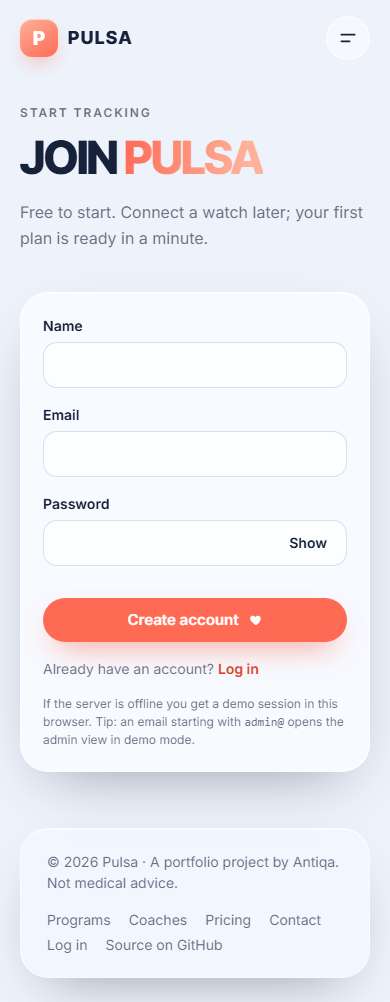 P PULSA
START TRACKING
JOIN PULSA
Free to start. Connect a watch later; your first
plan is ready in a minute.
Name
Email
Password
Show
Create account
Already have an account? Log in
If the server is offline you get a demo session in this
browser. Tip: an email starting with admin@ opens the
admin view in demo mode.
© 2026 Pulsa · A portfolio project by Antiqa.
Not medical advice.
Programs Coaches Pricing Contact
Log in Source on GitHub